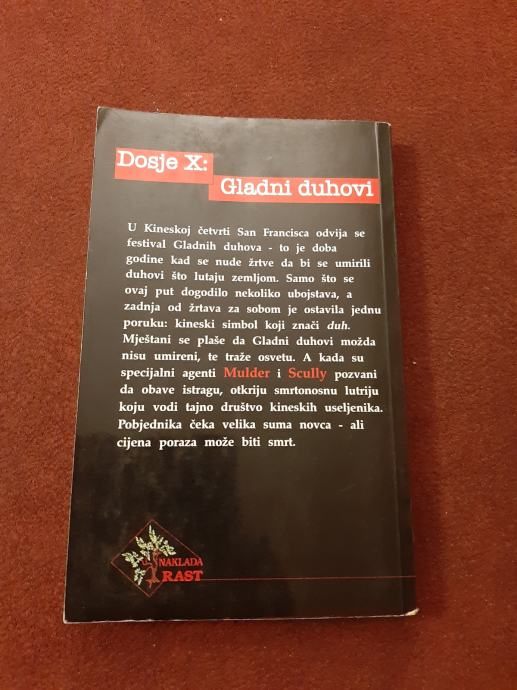 Dosje X:
Gladni duhovi
U Kineskoj četvrti San Francisca odvija se
festival Gladnih duhova - to je doba
godine kad se nude žrtve da bi se umirili
duhovi što lutaju zemljom. Samo što se
ovaj put dogodilo nekoliko ubojstava, a
zadnja od žrtava za sobom je ostavila jednu
poruku: kineski simbol koji znači duh.
Mještani se plaše da Gladni duhovi možda
nisu umireni, te traže osvetu. A kada su
specijalni agenti Mulder i Scully pozvani
da obave istragu, otkriju smrtonosnu lutriju
koju vodi tajno društvo kineskih useljenika.
Pobjednika čeka velika suma novca - ali
cijena poraza može biti smrt.
NAKLADA
RAST